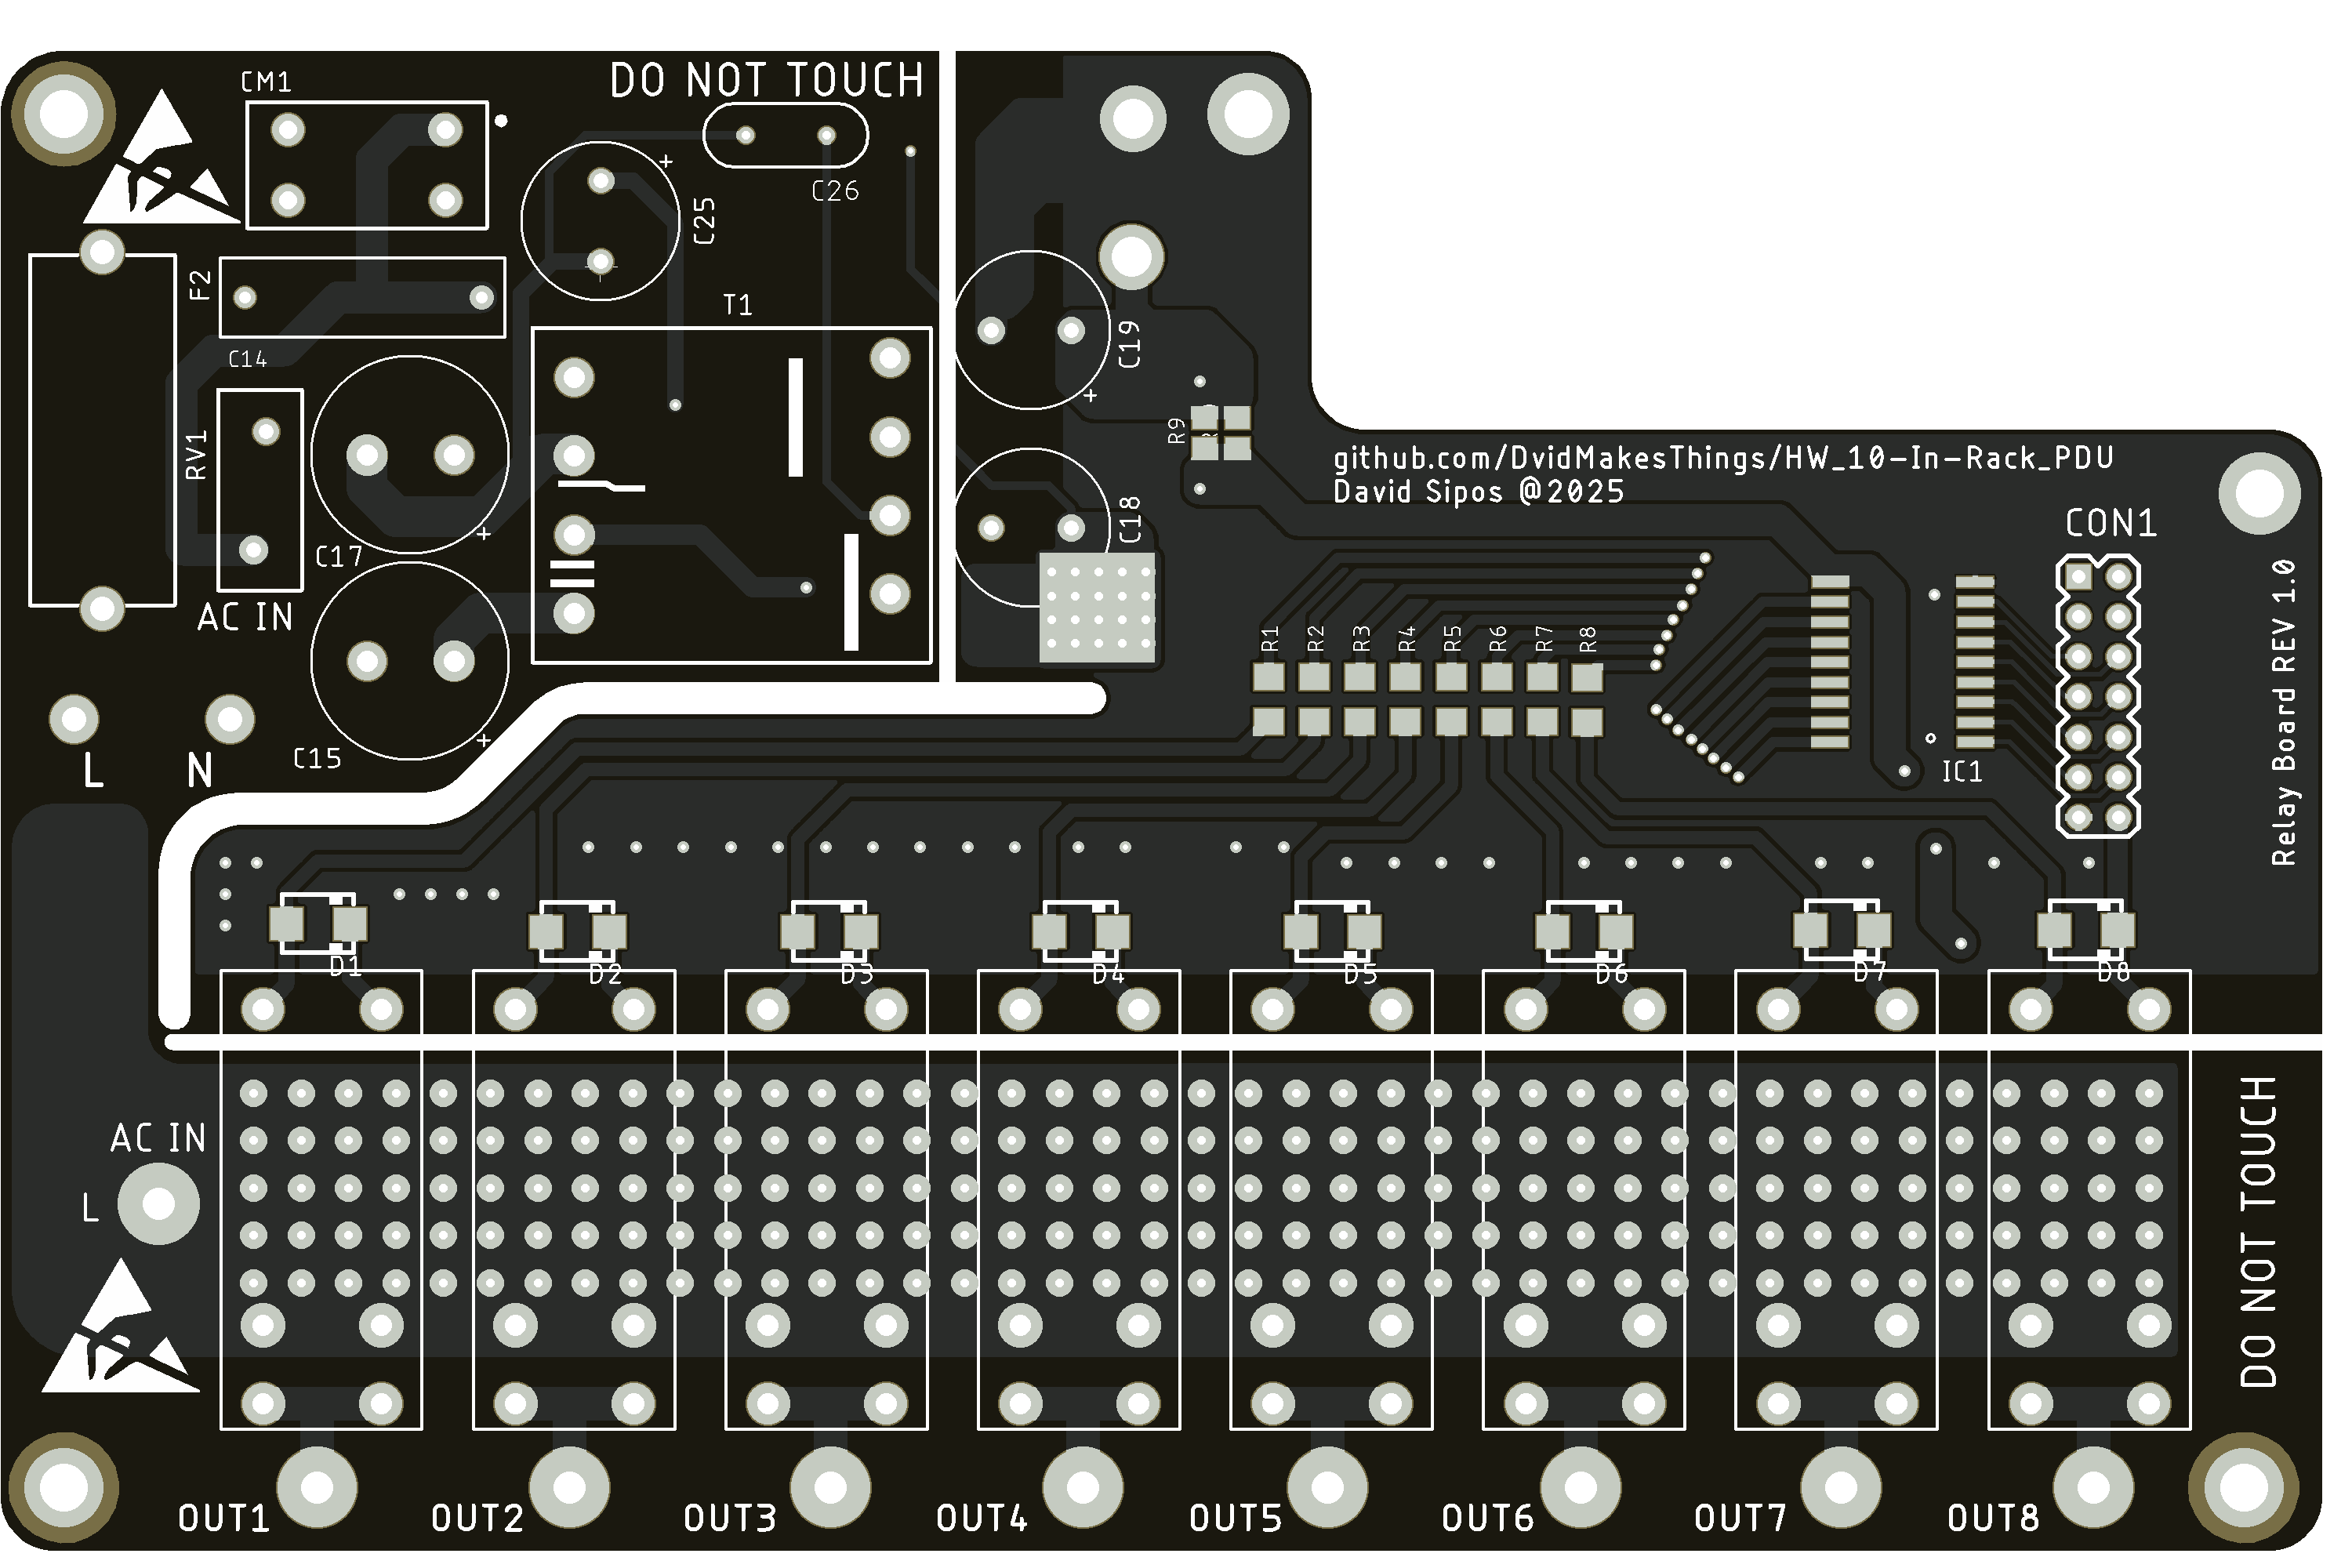 CM1
DO NOT TOUCH
C26
C25
F2
T1
C14
C19
RV1
R9
github.com/DvidMakesThings/HW_10-In-Rack_PDU
David Sipos @2025
C18
CON1
C17
AC IN
R1
R2
R3
R4
R5
R6
R7
R8
Relay Board REV 1.0
L
N
C15
IC1
D1
D2
D3
D4
D5
D6
D7
D8
AC IN
L
DO NOT TOUCH
OUT1
OUT2
OUT3
OUT4
OUT5
OUT6
OUT7
OUT8